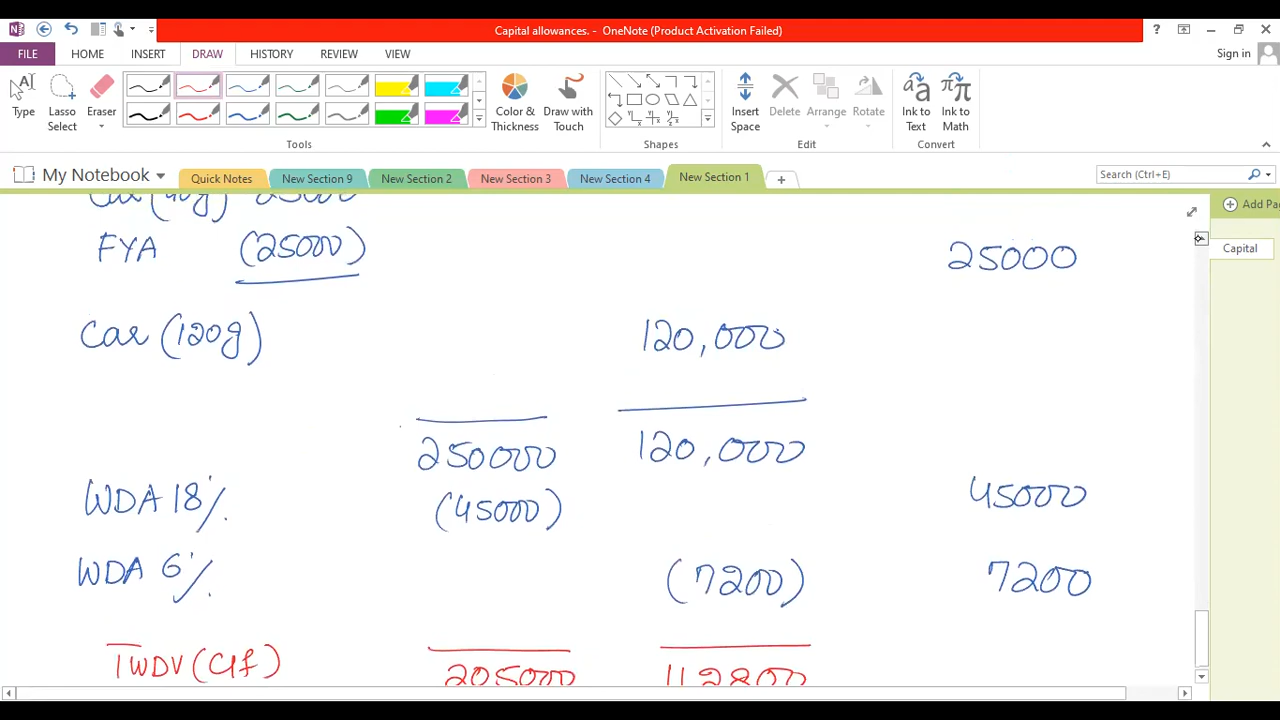 Capital allowances. - OneNote (Product Activation Failed)
FILE HOME INSERT DRAW HISTORY REVIEW VIEW Sign in
Type
Lasso Select
Eraser
Color & Thickness
Draw with Touch
Insert Space
Delete
Arrange
Rotate
Ink to Text
Ink to Math
Tools Shapes Edit Convert
My Notebook Quick Notes New Section 9 New Section 2 New Section 3 New Section 4 New Section 1 Search (Ctrl+E)
Add Pag
Capital
Car (40g) 25000
FYA (25000) 25000
Car (120g) 120,000
250000 120,000
WDA 18% (45000) 45000
WDA 6% (7200) 7200
TWDV (c/f) 205000 112800